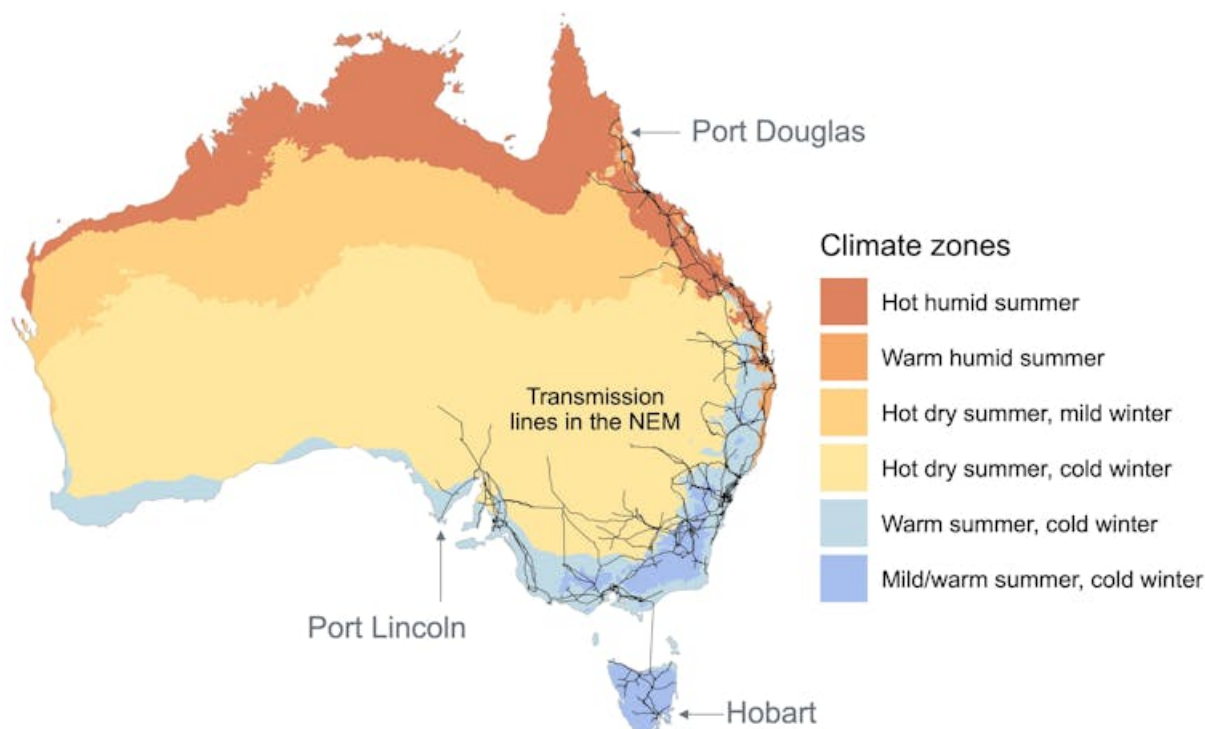 Port Douglas
Climate zones
Hot humid summer
Warm humid summer
Hot dry summer, mild winter
Hot dry summer, cold winter
Warm summer, cold winter
Mild/warm summer, cold winter
Transmission
lines in the NEM
Port Lincoln
Hobart